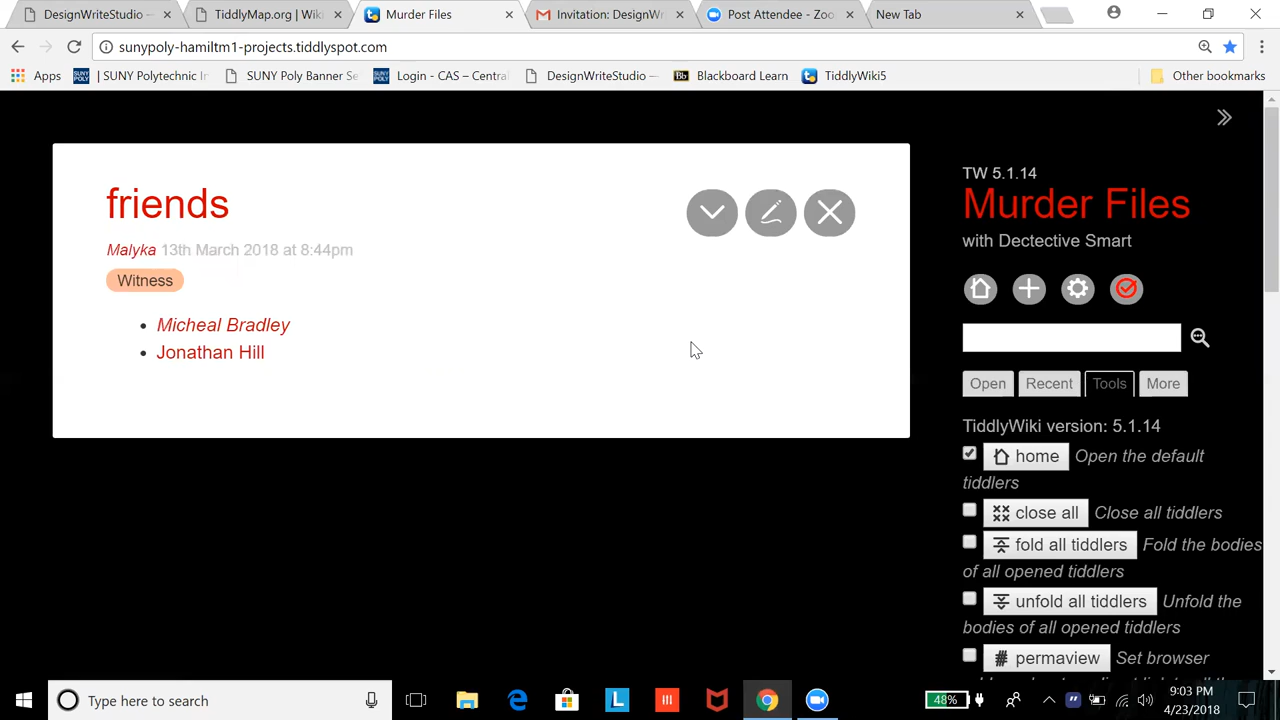 DesignWriteStudio –
TiddlyMap.org | Wiki
Murder Files
Invitation: DesignWr
Post Attendee - Zoo
New Tab
sunypoly-hamiltm1-projects.tiddlyspot.com
Apps
SUNY POLY
| SUNY Polytechnic In
SUNY Poly Banner Se
SUNY POLY
Login - CAS – Central
DesignWriteStudio –
Bb
Blackboard Learn
TiddlyWiki5
Other bookmarks
friends
Malyka 13th March 2018 at 8:44pm
Witness
• Micheal Bradley
• Jonathan Hill
TW 5.1.14
Murder Files
with Dectective Smart
Open
Recent
Tools
More
TiddlyWiki version: 5.1.14
home Open the default
tiddlers
close all Close all tiddlers
fold all tiddlers Fold the bodies
of all opened tiddlers
unfold all tiddlers Unfold the
bodies of all opened tiddlers
# permaview Set browser
Type here to search
48%
9:03 PM
4/23/2018